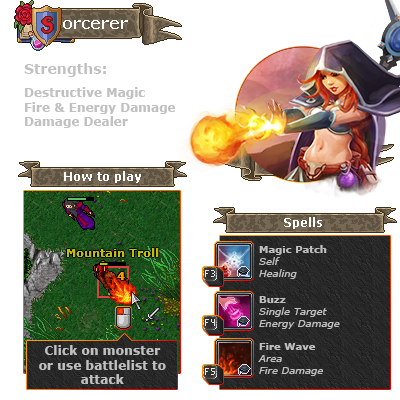 Sorcerer
Strengths:
Destructive Magic
Fire & Energy Damage
Damage Dealer
How to play
Mountain Troll
4
Click on monster
or use battlelist to
attack
Spells
F3
Magic Patch
Self
Healing
F4
Buzz
Single Target
Energy Damage
F5
Fire Wave
Area
Fire Damage